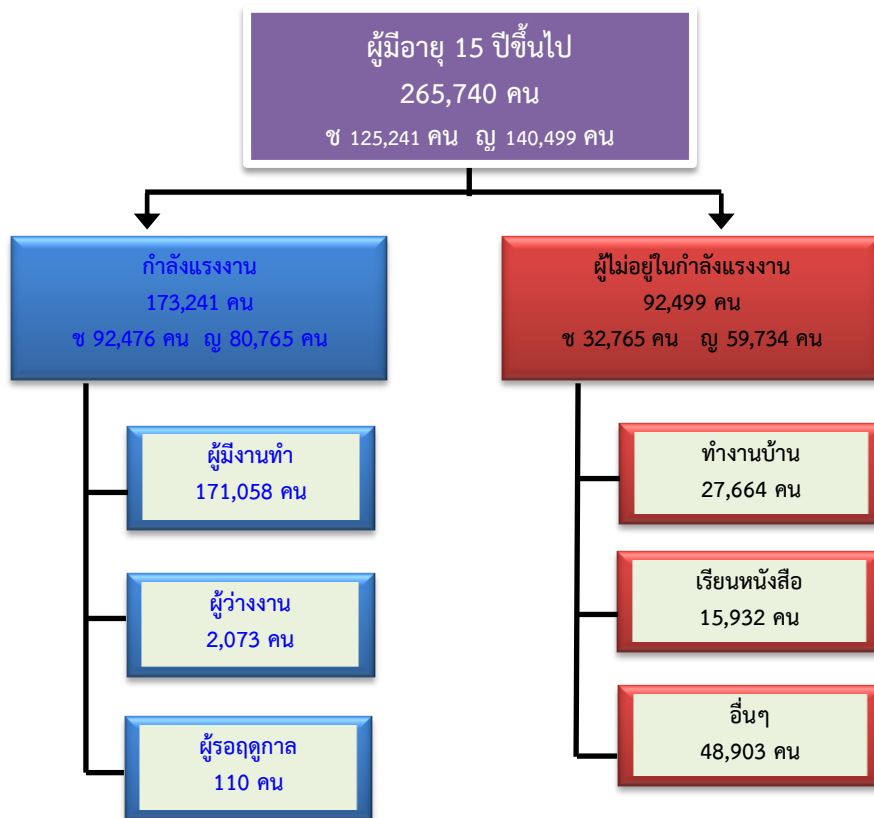 ผู้มีอายุ 15 ปีขึ้นไป
265,740 คน
ช 125,241 คน ญ 140,499 คน
กำลังแรงงาน
173,241 คน
ช 92,476 คน ญ 80,765 คน
ผู้ไม่อยู่ในกำลังแรงงาน
92,499 คน
ช 32,765 คน ญ 59,734 คน
ผู้มีงานทำ
171,058 คน
ผู้ว่างงาน
2,073 คน
ผู้รอฤดูกาล
110 คน
ทำงานบ้าน
27,664 คน
เรียนหนังสือ
15,932 คน
อื่นๆ
48,903 คน